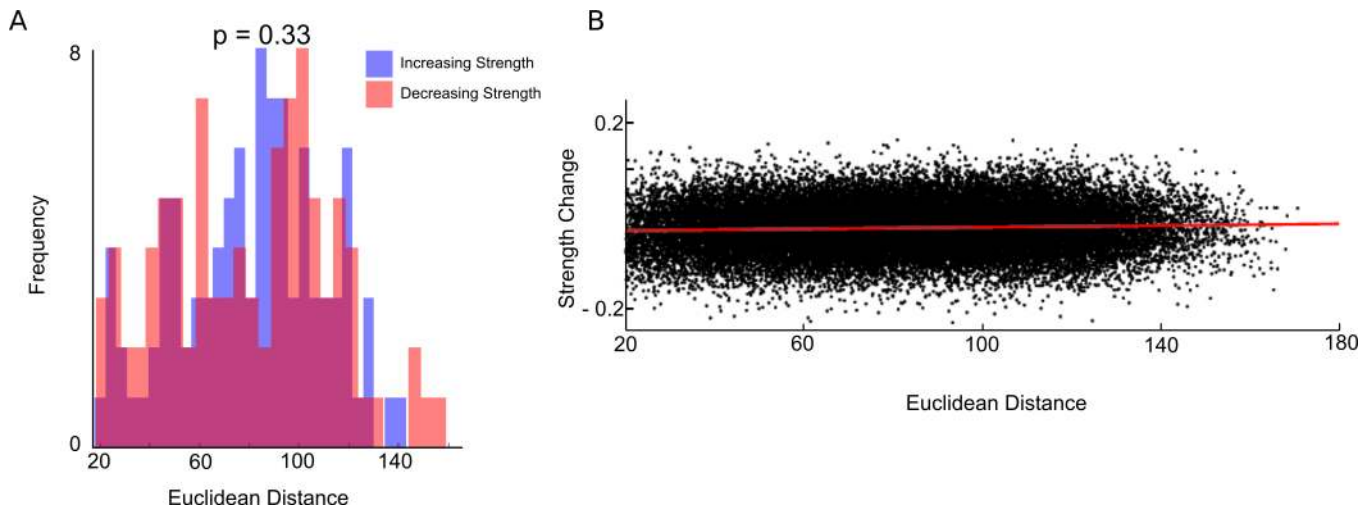 A
p = 0.33
8
Increasing Strength
Decreasing Strength
Frequency
0
20 60 100 140
Euclidean Distance
B
0.2
Strength Change
- 0.2
20 60 100 140 180
Euclidean Distance